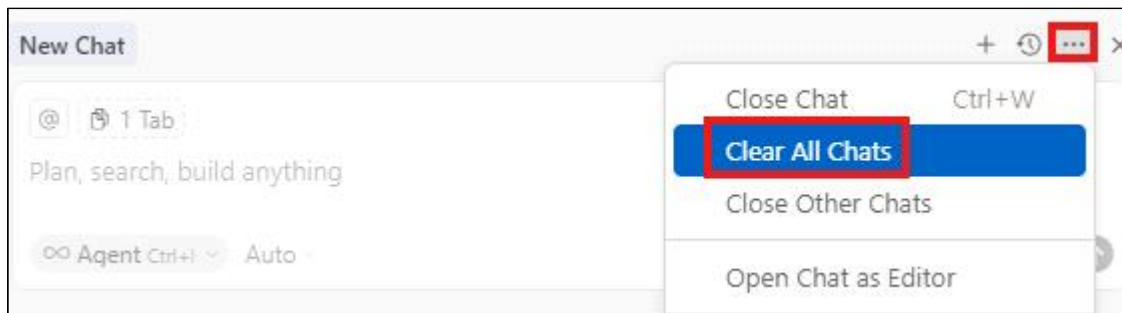 New Chat
@ 1 Tab
Plan, search, build anything
Agent Ctrl+I Auto
Close Chat Ctrl+W
Clear All Chats
Close Other Chats
Open Chat as Editor